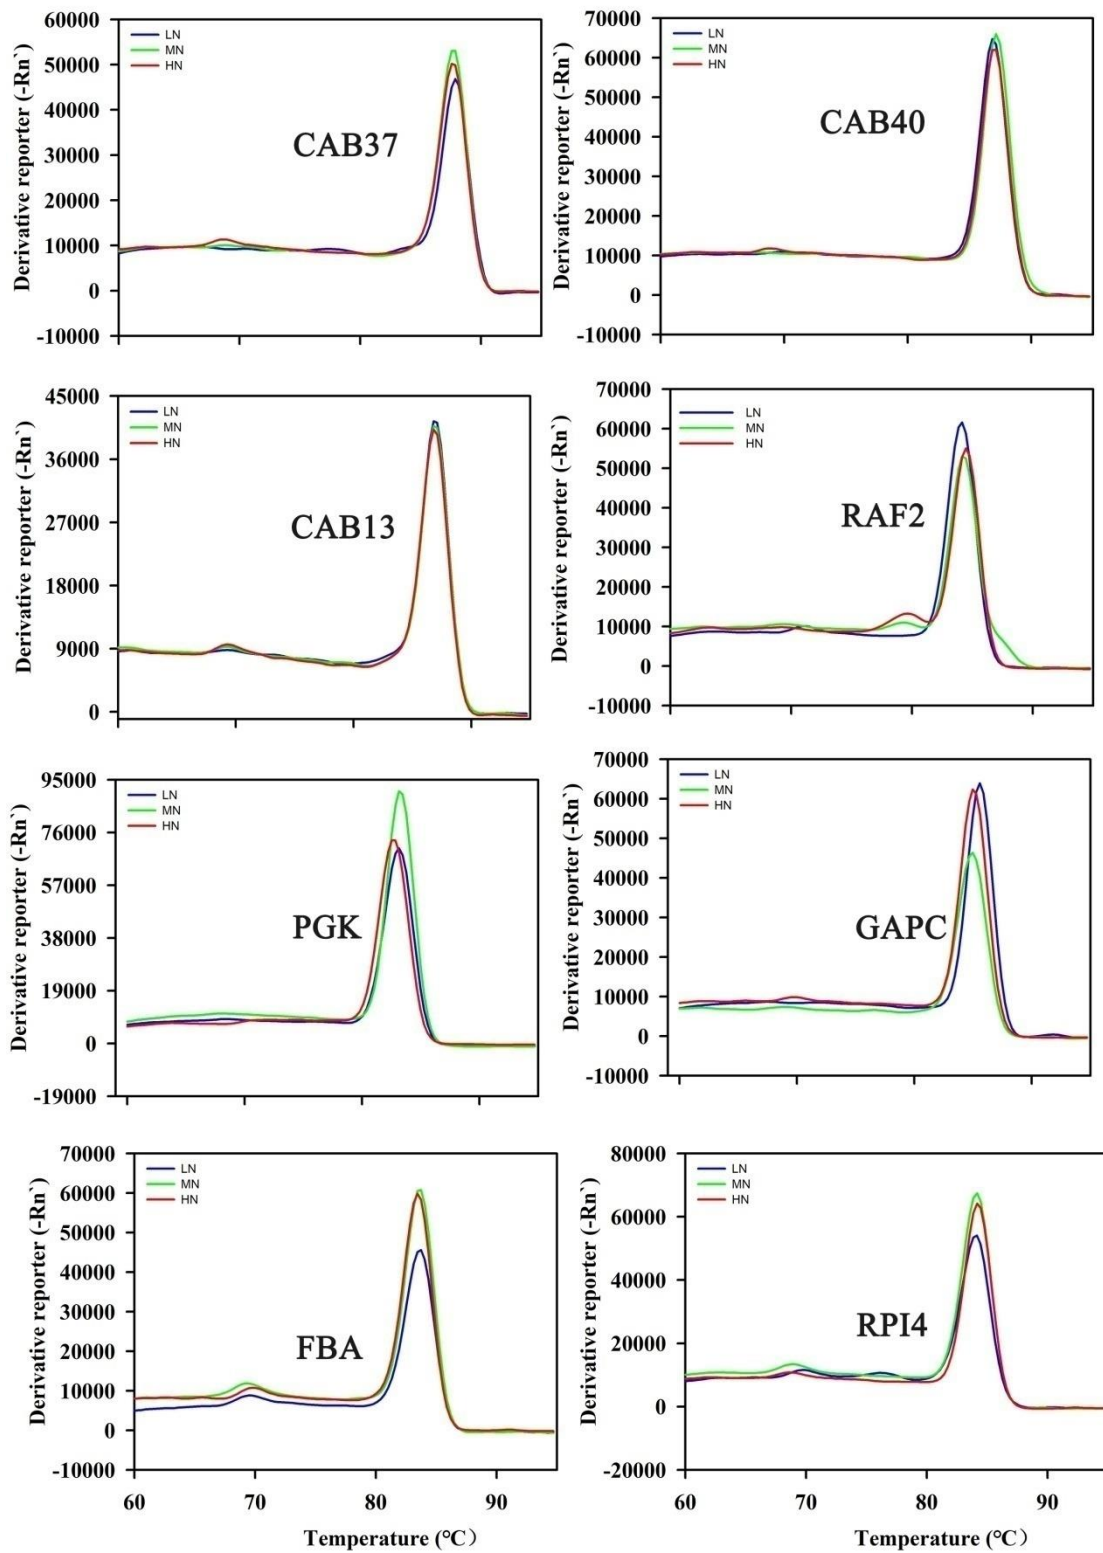 Derivative reporter (-Rn`)
60000
50000
40000
30000
20000
10000
0
-10000
LN
MN
HN
CAB37
Derivative reporter (-Rn`)
70000
60000
50000
40000
30000
20000
10000
0
-10000
LN
MN
HN
CAB40
Derivative reporter (-Rn`)
45000
36000
27000
18000
9000
0
LN
MN
HN
CAB13
Derivative reporter (-Rn`)
70000
60000
50000
40000
30000
20000
10000
0
-10000
LN
MN
HN
RAF2
Derivative reporter (-Rn`)
95000
76000
57000
38000
19000
0
-19000
LN
MN
HN
PGK
Derivative reporter (-Rn`)
70000
60000
50000
40000
30000
20000
10000
0
-10000
LN
MN
HN
GAPC
Derivative reporter (-Rn`)
70000
60000
50000
40000
30000
20000
10000
0
-10000
LN
MN
HN
FBA
60 70 80 90
Temperature (℃）
Derivative reporter (-Rn`)
80000
60000
40000
20000
0
-20000
LN
MN
HN
RPI4
60 70 80 90
Temperature (℃）